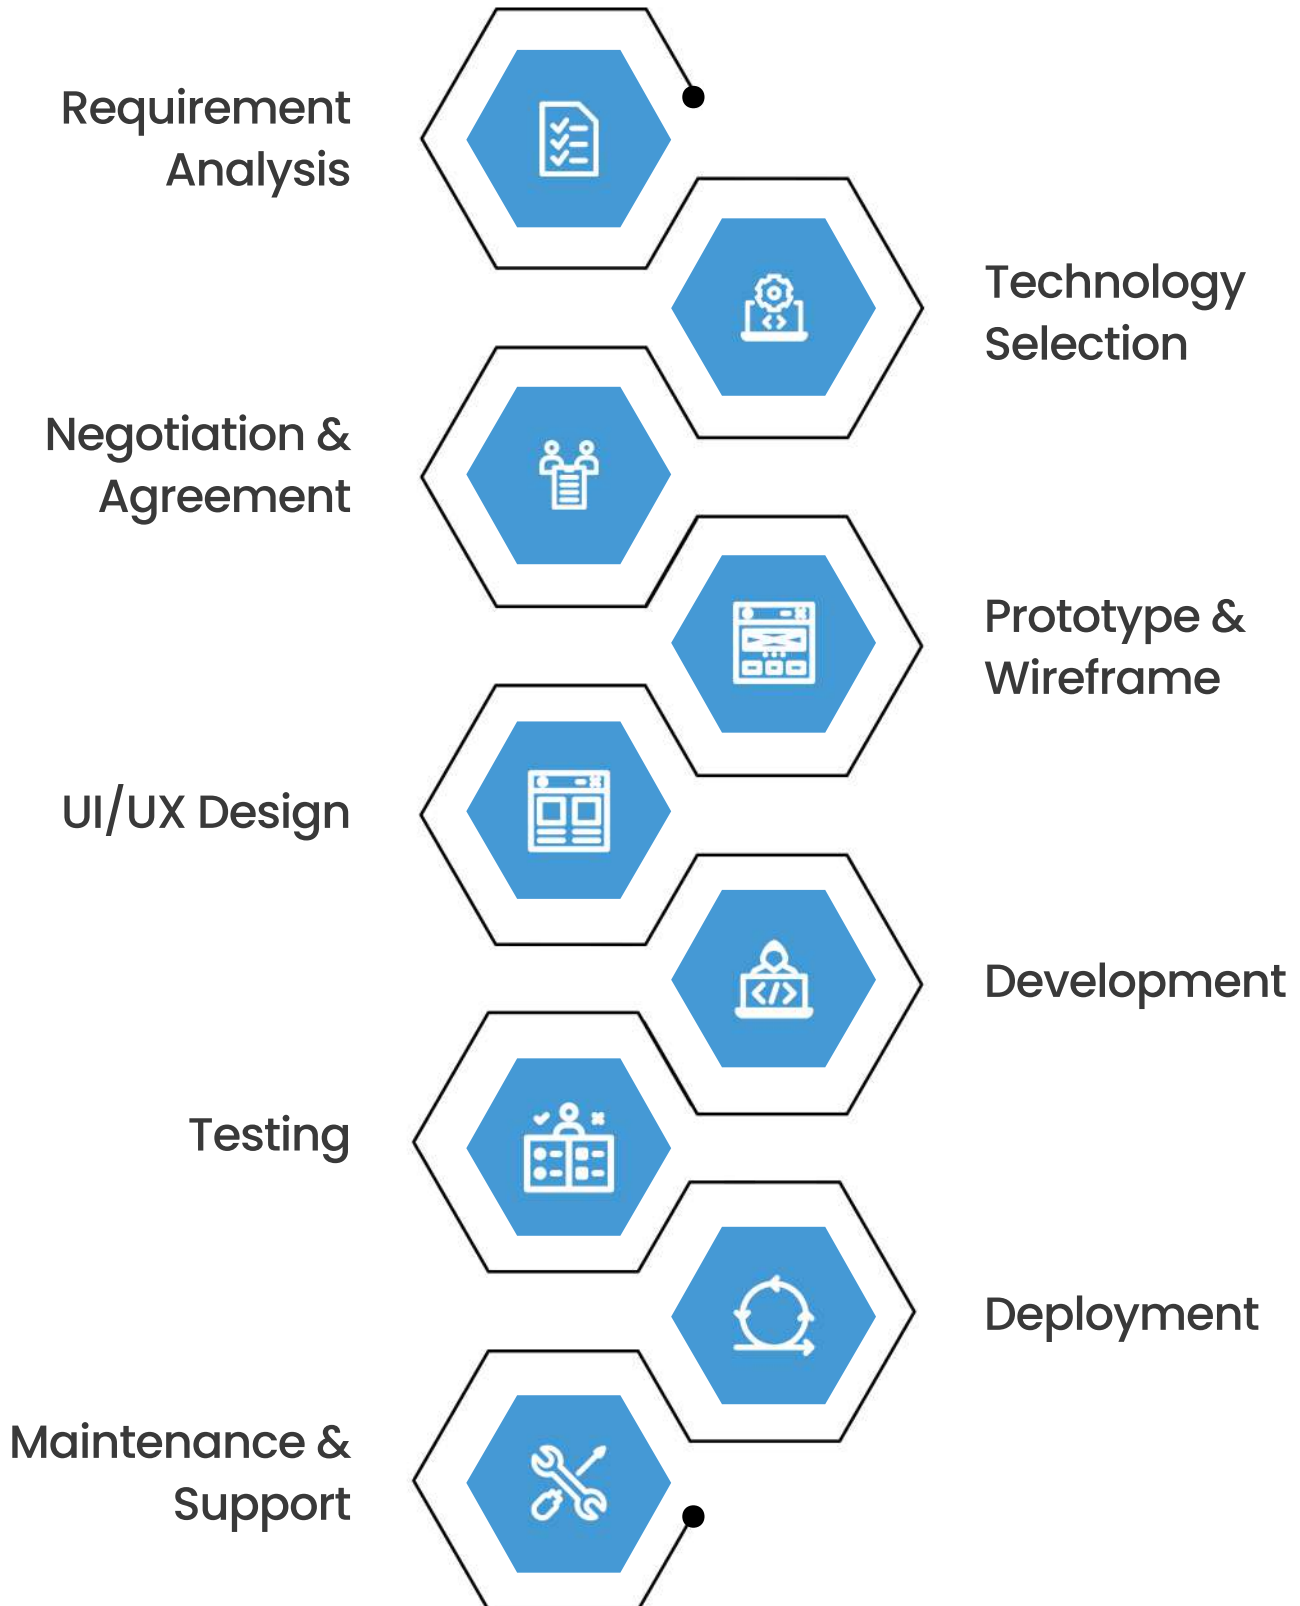 Requirement
Analysis
Technology
Selection
Negotiation &
Agreement
Prototype &
Wireframe
UI/UX Design
Development
Testing
Deployment
Maintenance &
Support